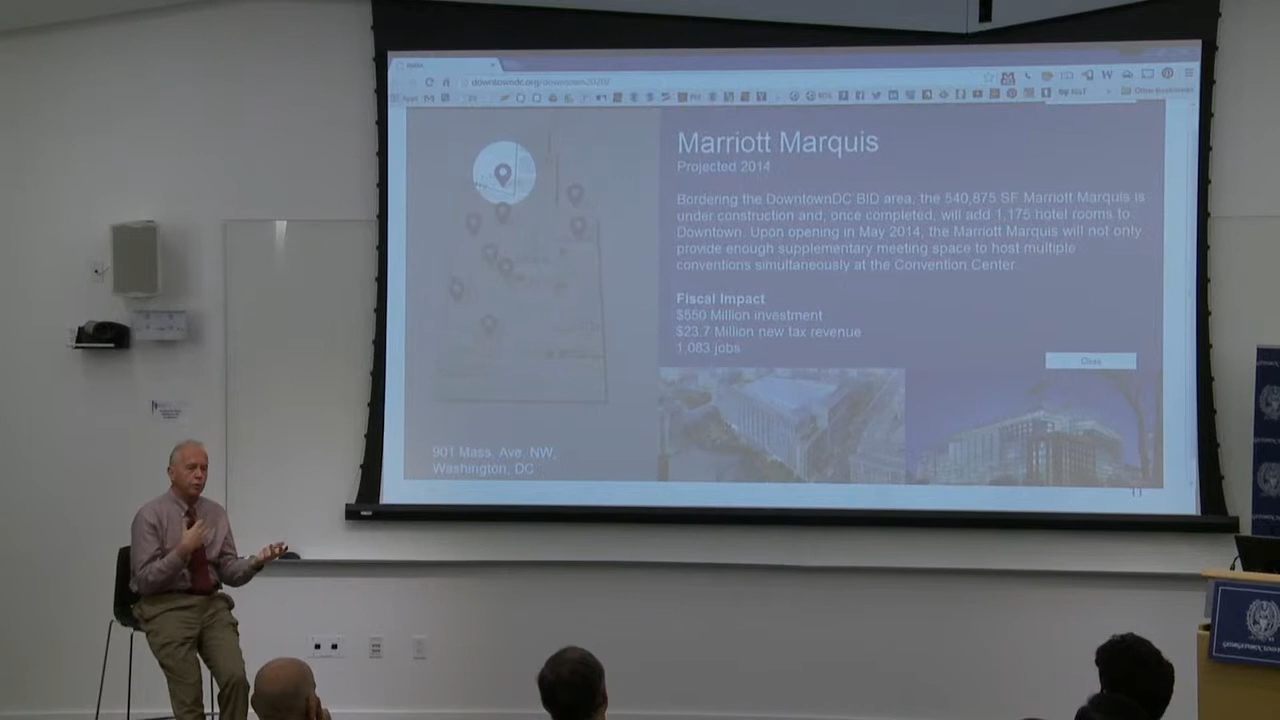 Marriott Marquis
Projected 2014
Bordering the DowntownDC BID area, the 540,875 SF Marriott Marquis is
under construction and, once completed, will add 1,175 hotel rooms to
Downtown. Upon opening in May 2014, the Marriott Marquis will not only
provide enough supplementary meeting space to host multiple
conventions simultaneously at the Convention Center.
Fiscal Impact
$550 Million investment
$23.7 Million new tax revenue
1,083 jobs
Close
901 Mass. Ave. NW,
Washington, DC
11